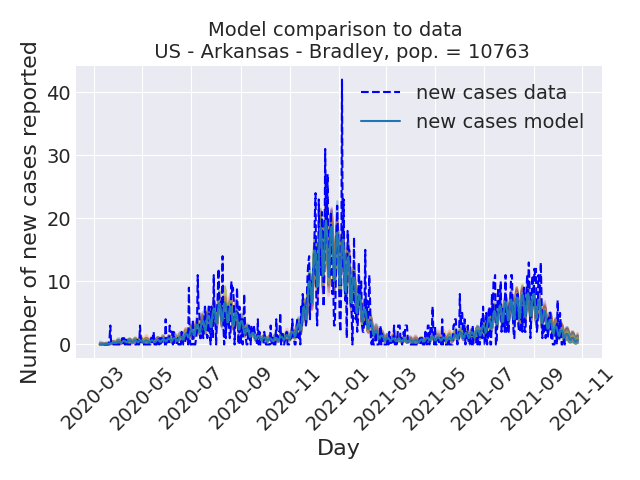 Model comparison to data
US - Arkansas - Bradley, pop. = 10763
Number of new cases reported
40
30
20
10
0
new cases data
new cases model
2020-03
2020-05
2020-07
2020-09
2020-11
2021-01
2021-03
2021-05
2021-07
2021-09
2021-11
Day